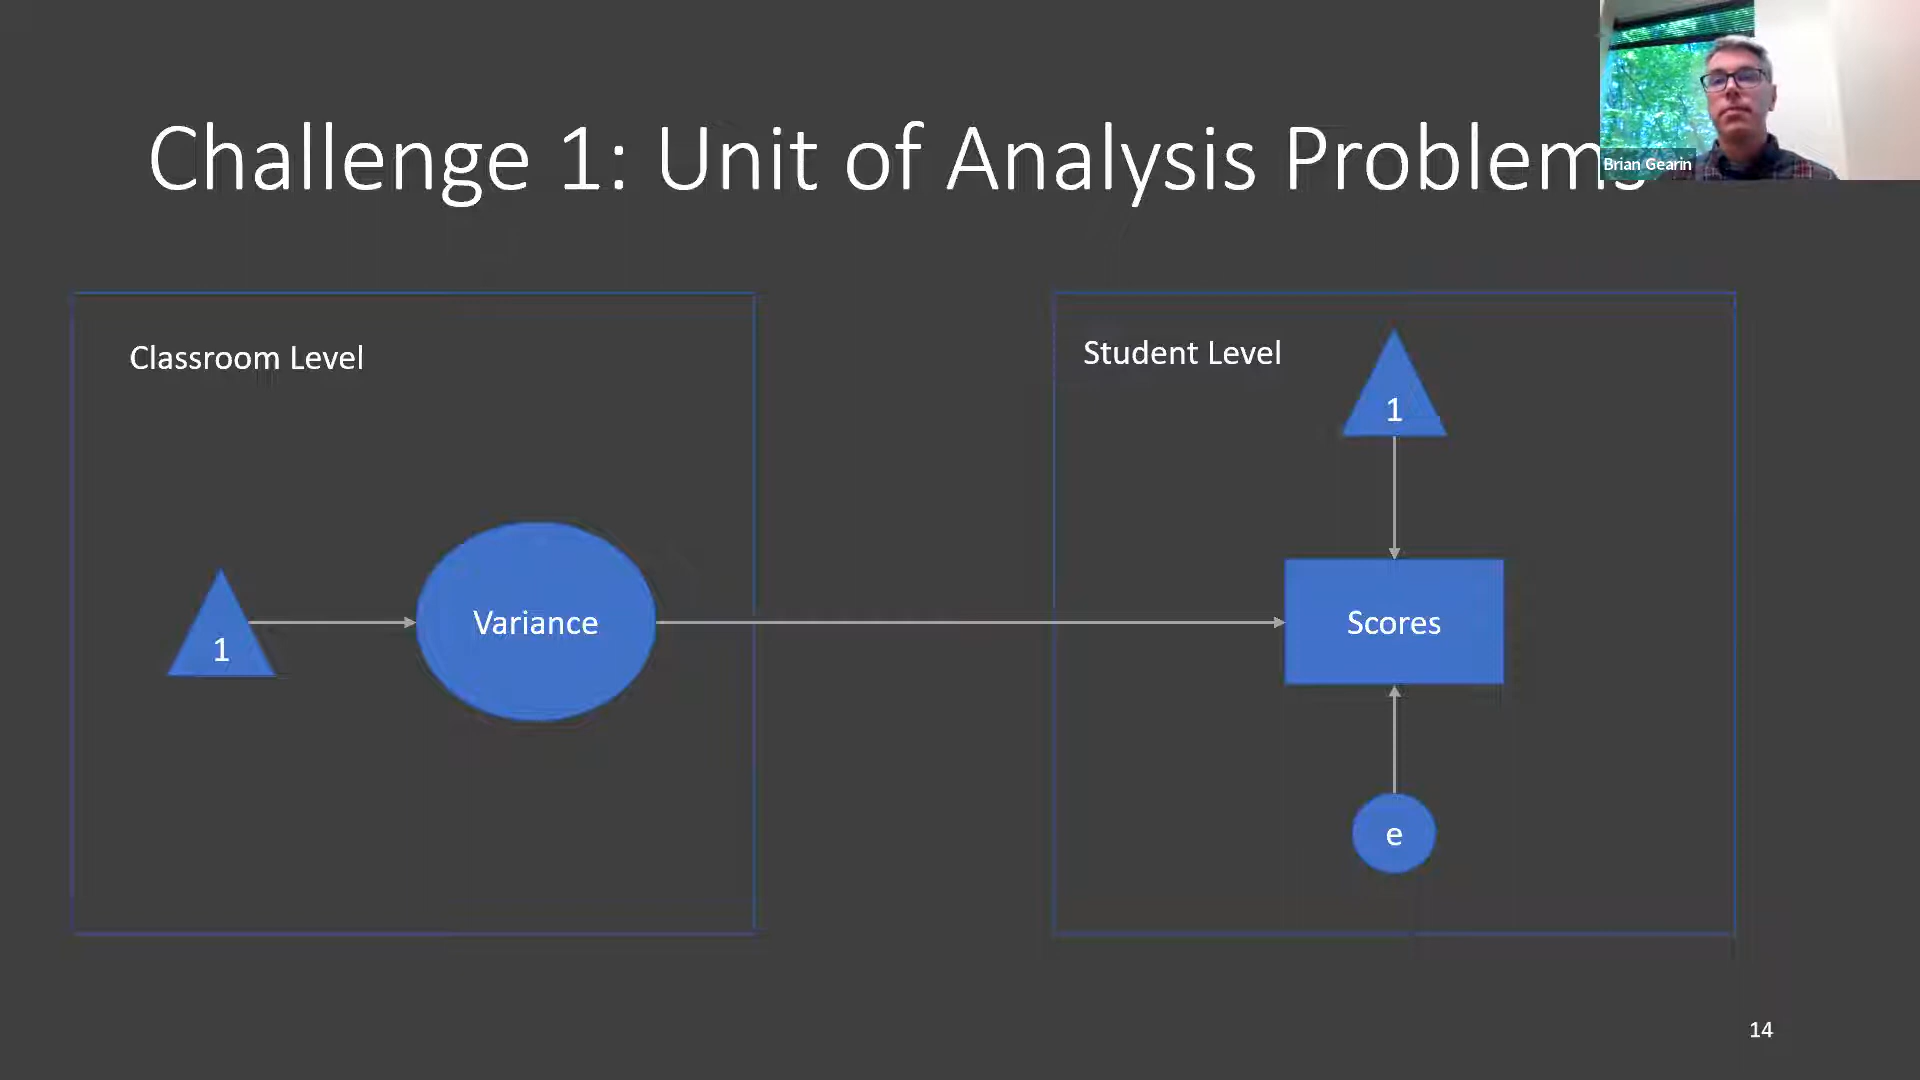 Challenge 1: Unit of Analysis Problems
Brian Gearin
Classroom Level
Student Level
1
1
Variance
Scores
e
14